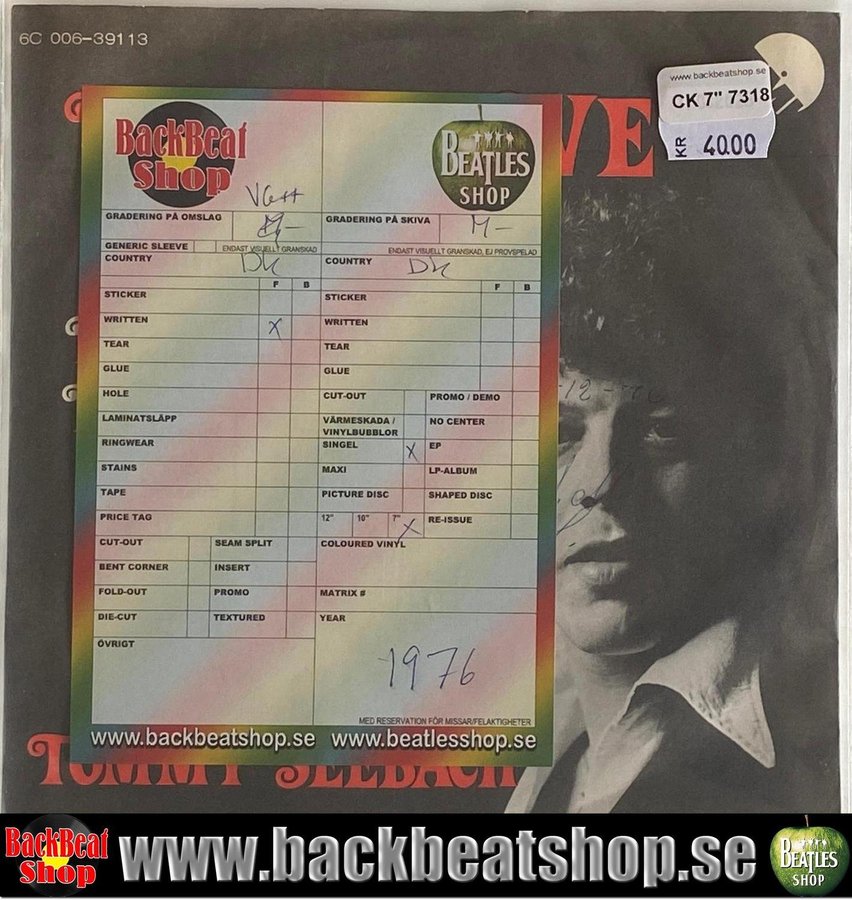 6C 006-39113
VE
www.backbeatshop.se
CK 7" 7318
KR 40.00
BackBeat Shop
BEATLES SHOP
VG++
GRADERING PÅ OMSLAG
GRADERING PÅ SKIVA M-
GENERIC SLEEVE ENDAST VISUELLT GRANSKAD
ENDAST VISUELLT GRANSKAD, EJ PROVSPELAD
COUNTRY DK
COUNTRY DK
F B
F B
STICKER
STICKER
WRITTEN X
WRITTEN
TEAR
TEAR
GLUE
GLUE
HOLE
CUT-OUT PROMO / DEMO
LAMINATSLÄPP
VÄRMESKADA / VINYLBUBBLOR NO CENTER
RINGWEAR
SINGEL X EP
STAINS
MAXI LP-ALBUM
TAPE
PICTURE DISC SHAPED DISC
PRICE TAG
12" 10" 7" X RE-ISSUE
CUT-OUT SEAM SPLIT
COLOURED VINYL
BENT CORNER INSERT
FOLD-OUT PROMO
MATRIX #
DIE-CUT TEXTURED
YEAR
ÖVRIGT
1976
MED RESERVATION FÖR MISSAR/FELAKTIGHETER
www.backbeatshop.se www.beatlesshop.se
TOMMY SEEBACH
BackBeat Shop www.backbeatshop.se BEATLES SHOP